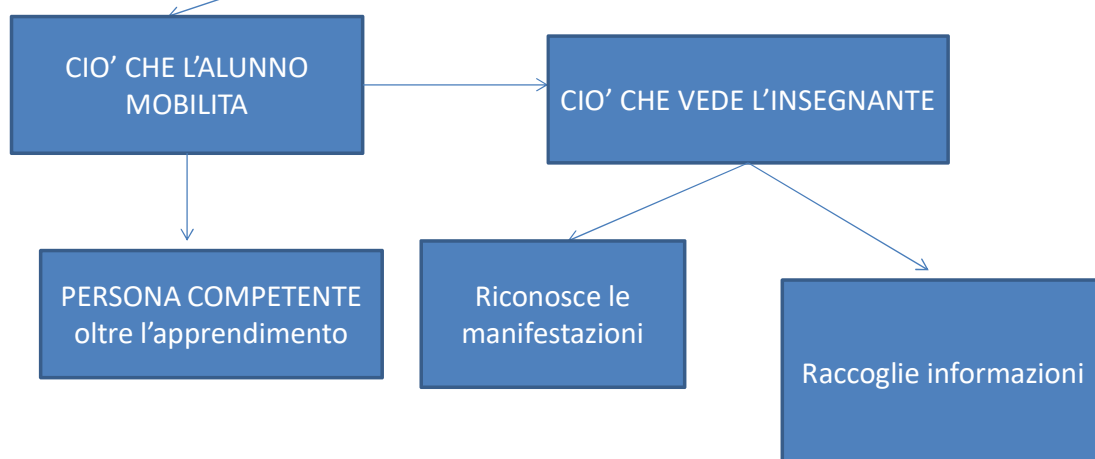 CIO’ CHE L’ALUNNO
MOBILITA
CIO’ CHE VEDE L’INSEGNANTE
PERSONA COMPETENTE
oltre l’apprendimento
Riconosce le
manifestazioni
Raccoglie informazioni